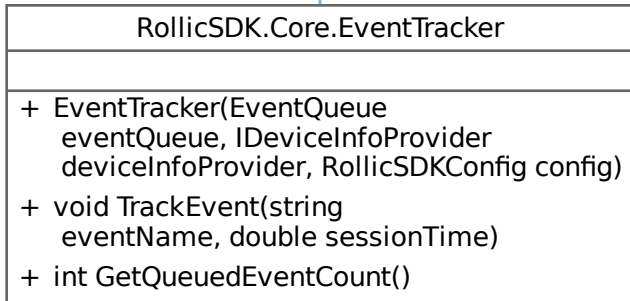 RollicSDK.Core.EventTracker
+ EventTracker(EventQueue
eventQueue, IDeviceInfoProvider
deviceInfoProvider, RollicSDKConfig config)
+ void TrackEvent(string
eventName, double sessionTime)
+ int GetQueuedEventCount()